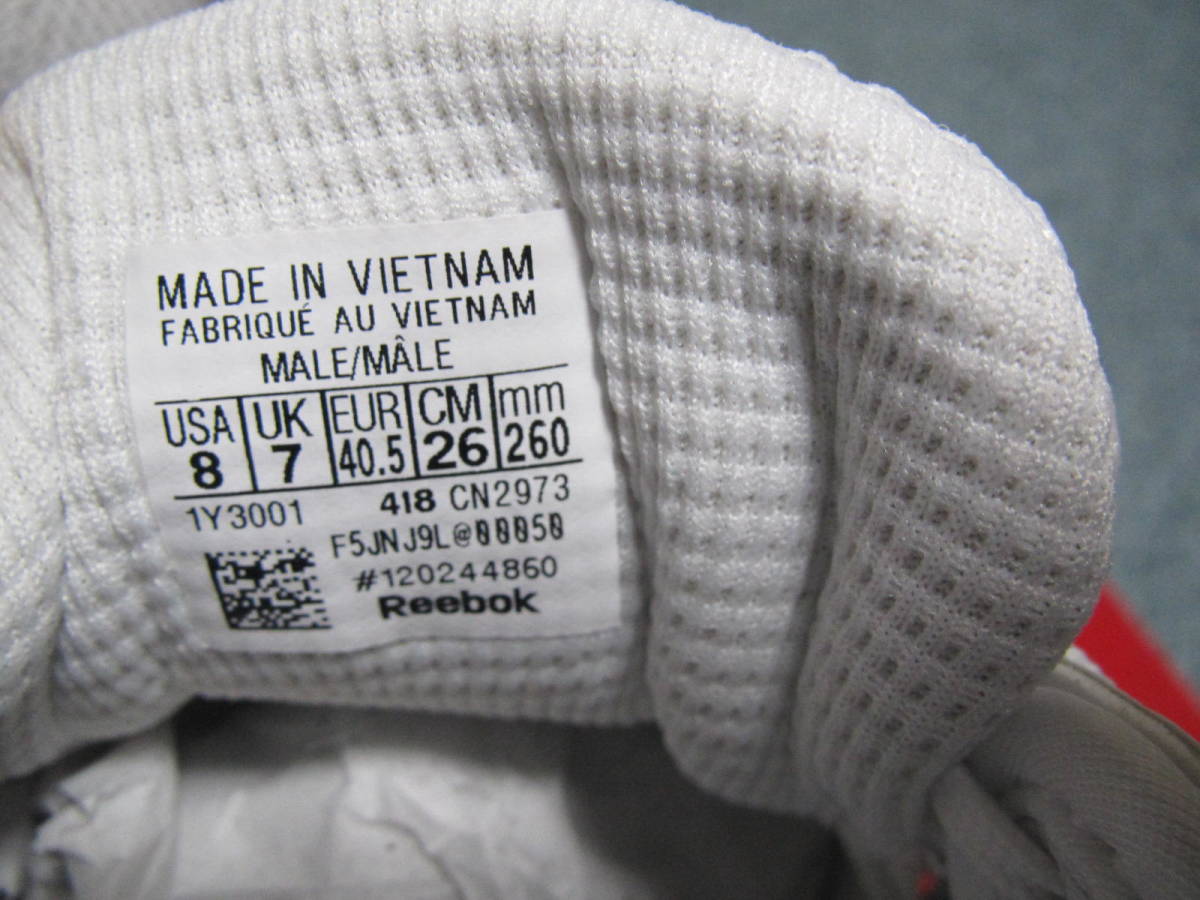 MADE IN VIETNAM
FABRIQUÉ AU VIETNAM
MALE/MÂLE
USA UK EUR CM mm
8 7 40.5 26 260
1Y3001 418 CN2973
F5JNJ9L@00050
#120244860
Reebok